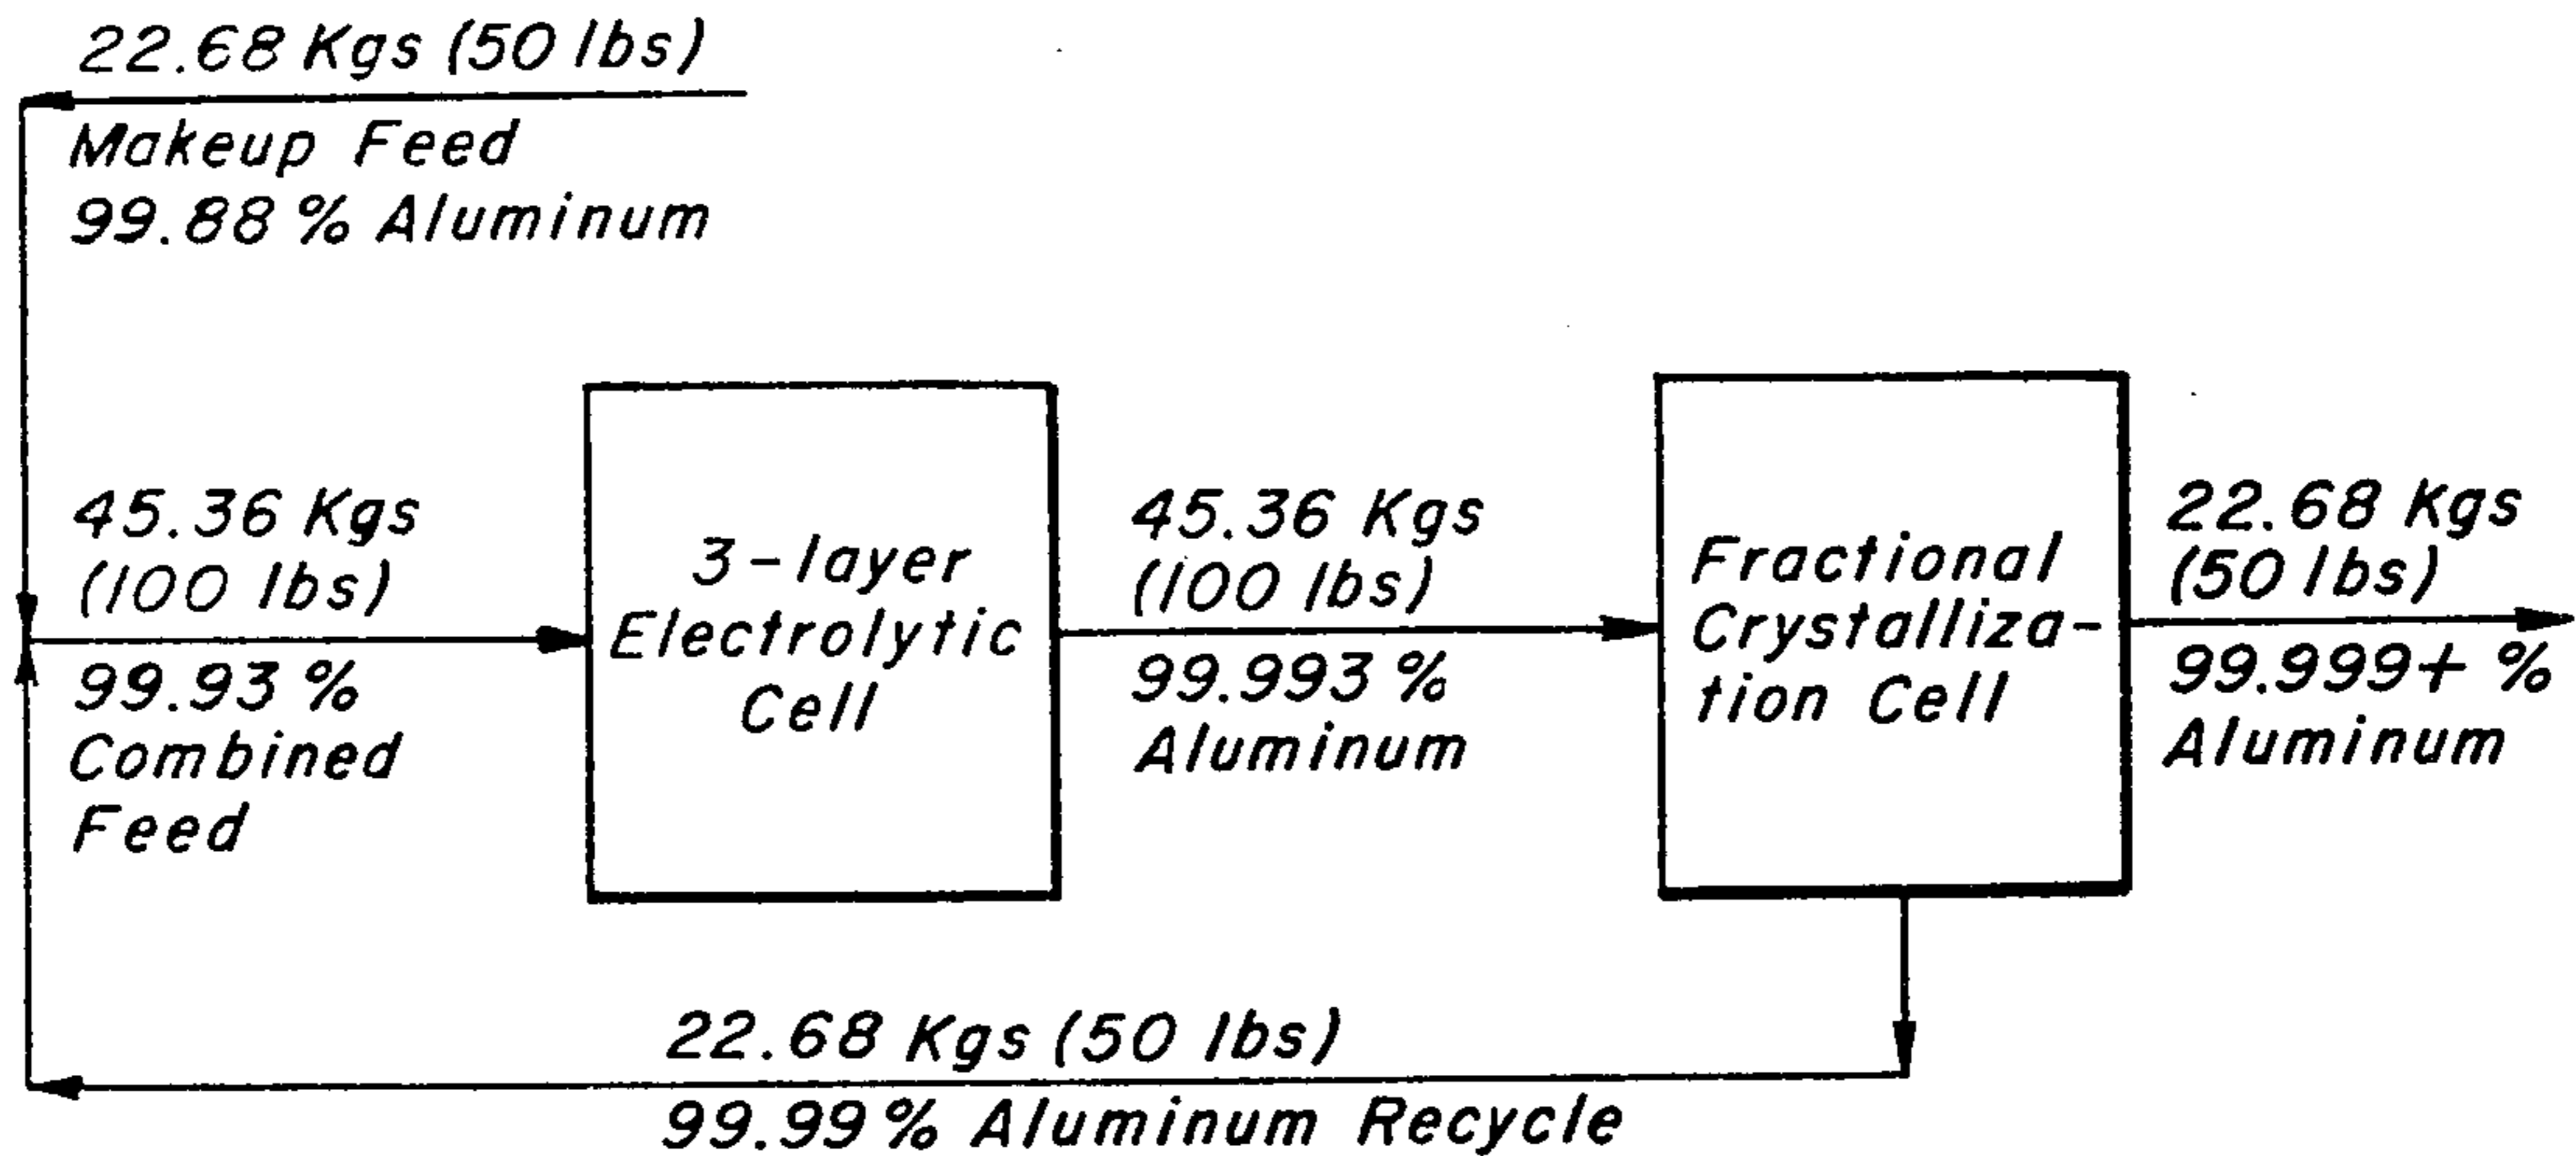 22.68 Kgs (50 lbs)
Makeup Feed
99.88 % Aluminum
45.36 Kgs
(100 lbs)
99.93 %
Combined
Feed
3-layer
Electrolytic
Cell
45.36 Kgs
(100 lbs)
99.993 %
Aluminum
Fractional
Crystalliza-
tion Cell
22.68 Kgs
(50 lbs)
99.999+ %
Aluminum
22.68 Kgs (50 lbs)
99.99 % Aluminum Recycle